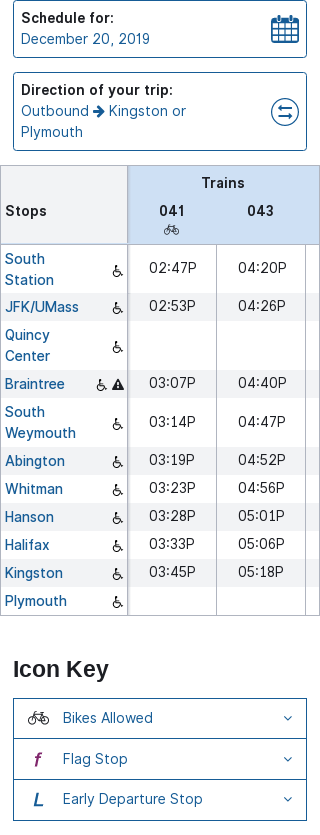 Schedule for:
December 20, 2019
Direction of your trip:
Outbound → Kingston or
Plymouth
Trains
Stops 041 043
South
Station 02:47P 04:20P
JFK/UMass 02:53P 04:26P
Quincy
Center
Braintree 03:07P 04:40P
South
Weymouth 03:14P 04:47P
Abington 03:19P 04:52P
Whitman 03:23P 04:56P
Hanson 03:28P 05:01P
Halifax 03:33P 05:06P
Kingston 03:45P 05:18P
Plymouth
Icon Key
Bikes Allowed
f Flag Stop
L Early Departure Stop